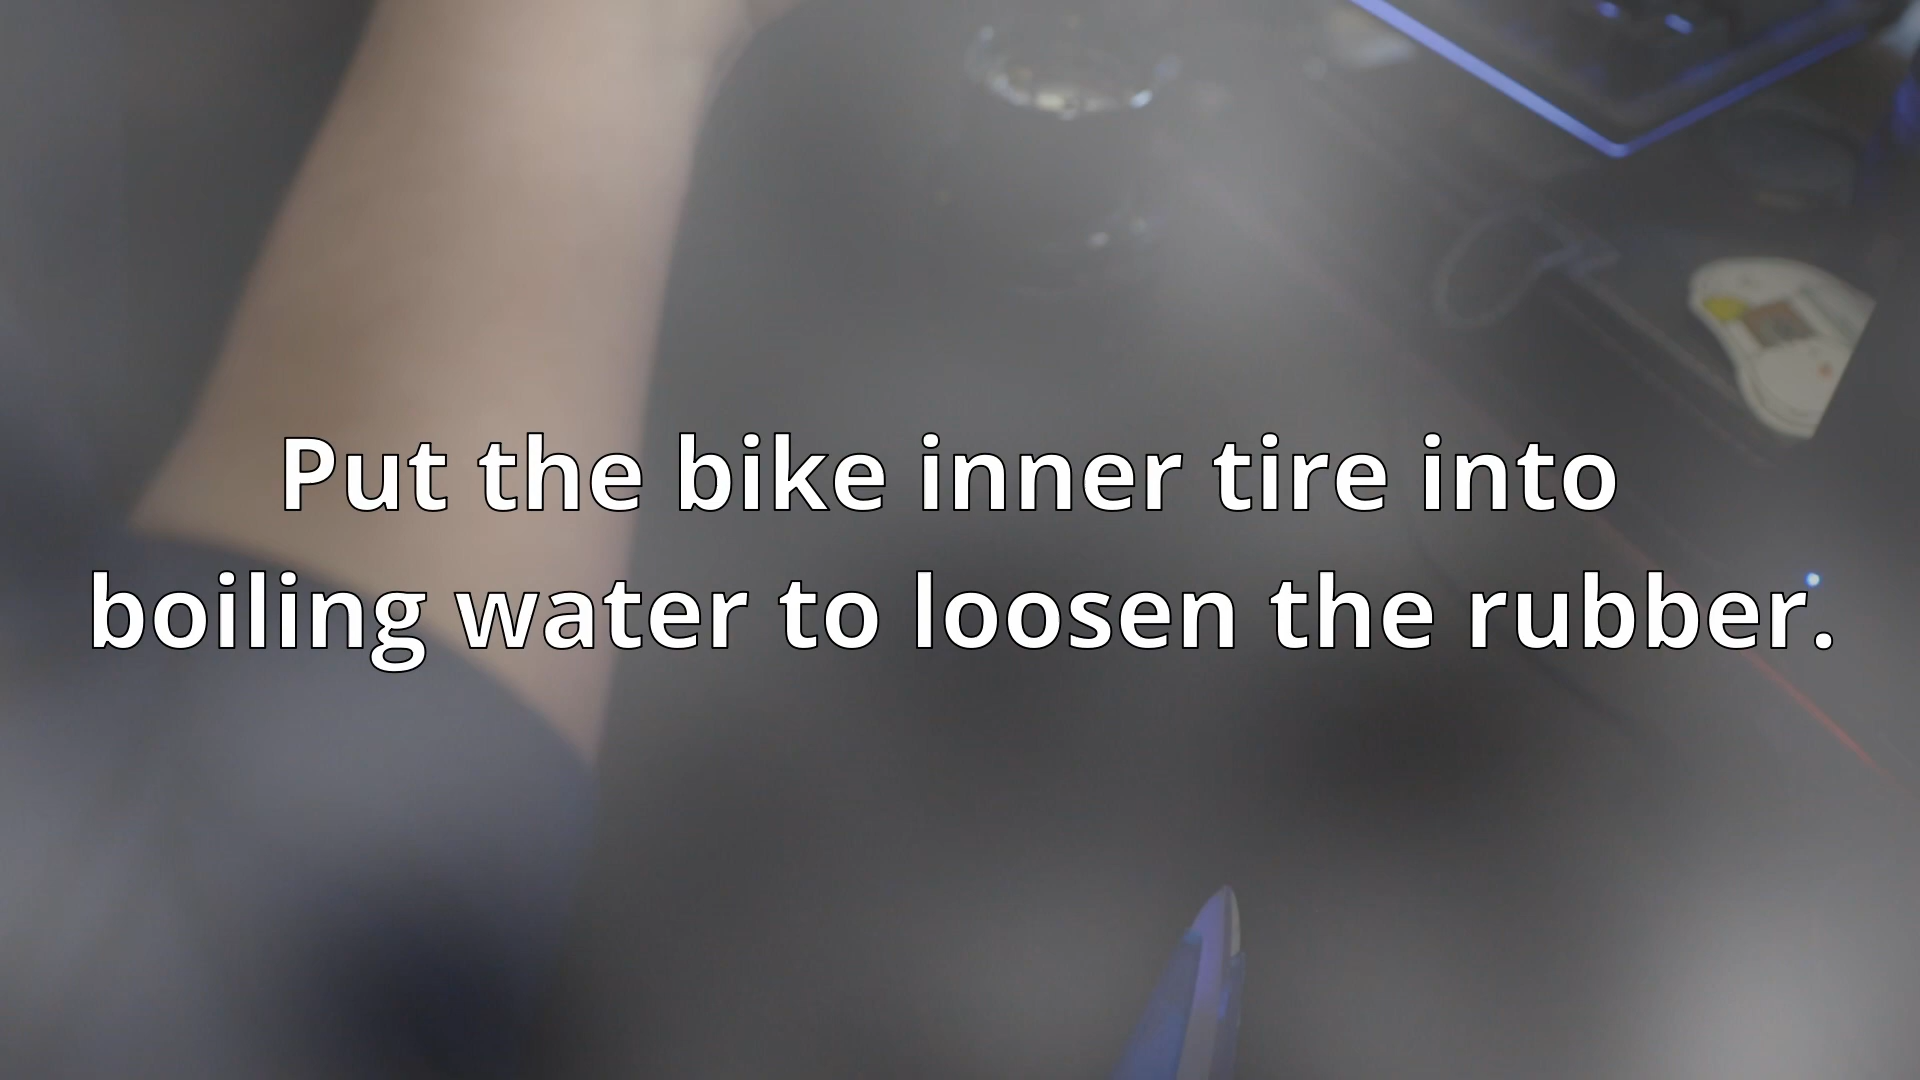 Put the bike inner tire into
boiling water to loosen the rubber.